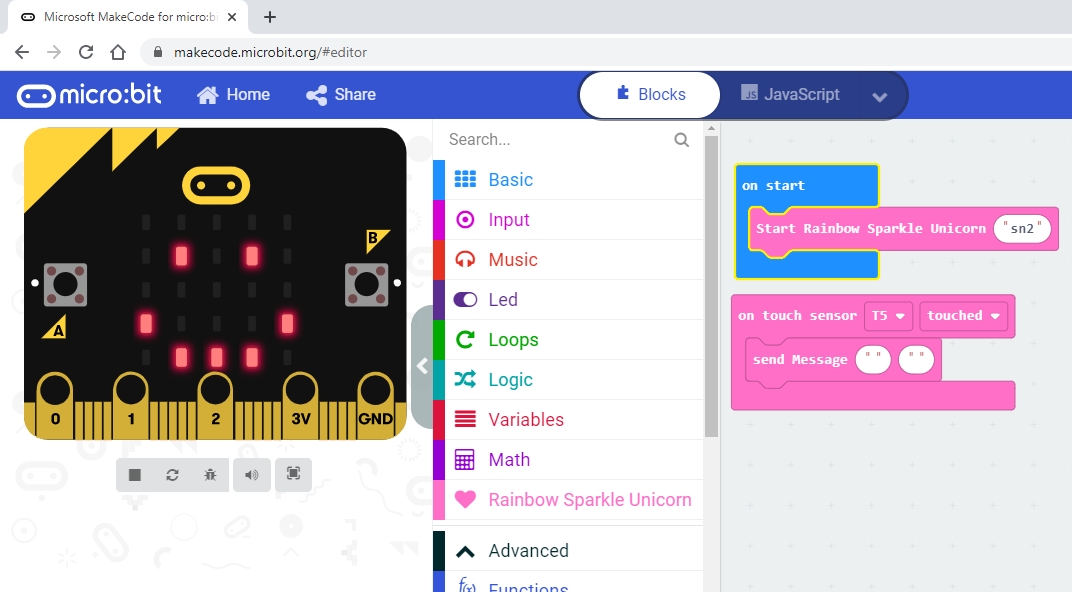 Microsoft MakeCode for micro:bi
makecode.microbit.org/#editor
micro:bit
Home
Share
Blocks
JS
JavaScript
Search...
Basic
Input
Music
Led
Loops
Logic
Variables
Math
Rainbow Sparkle Unicorn
Advanced
f(x) Functions
B
A
0
1
2
3V
GND
on start
Start Rainbow Sparkle Unicorn "sn2"
on touch sensor T5 touched
send Message " " " "